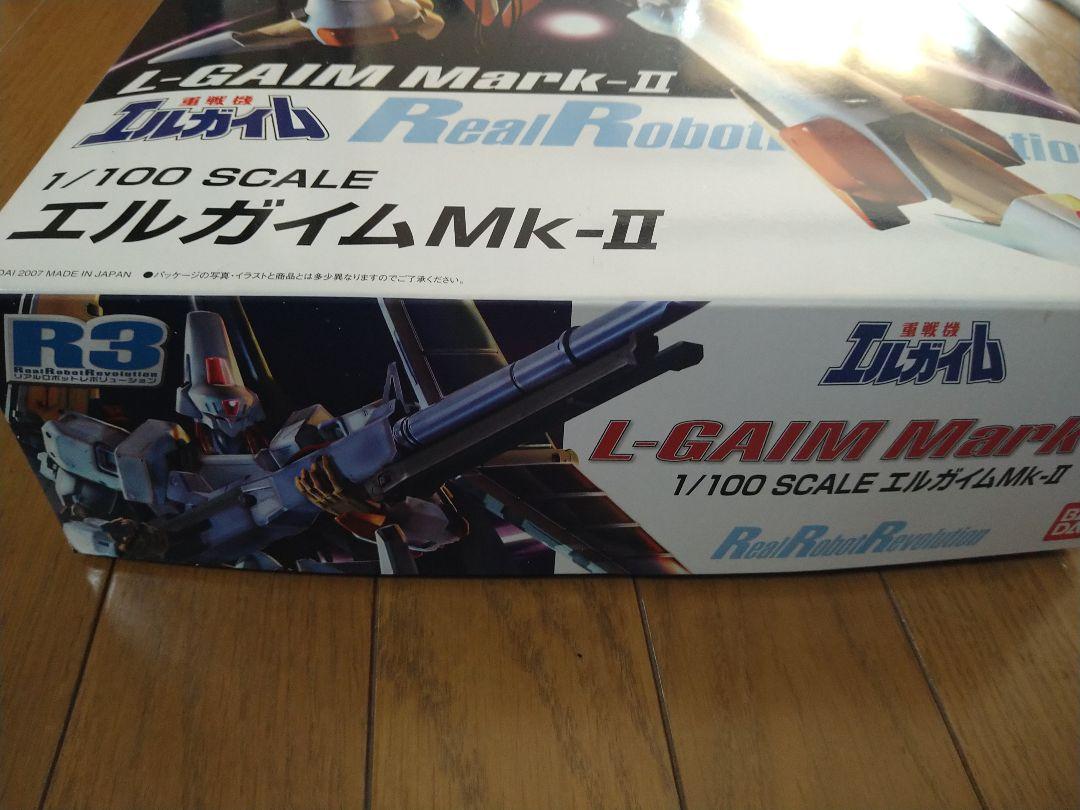 L-GAIM Mark-II
重戦機
エルガイム
Real Robot
1/100 SCALE
エルガイムMk-II
DAI 2007 MADE IN JAPAN ●パッケージの写真・イラストと商品とは多少異なりますのでご了承ください。
R3
RealRobotRevolution
リアルロボットレボリューション
重戦機
エルガイム
L-GAIM Mark
1/100 SCALE エルガイムMk-II
RealRobotRevolution